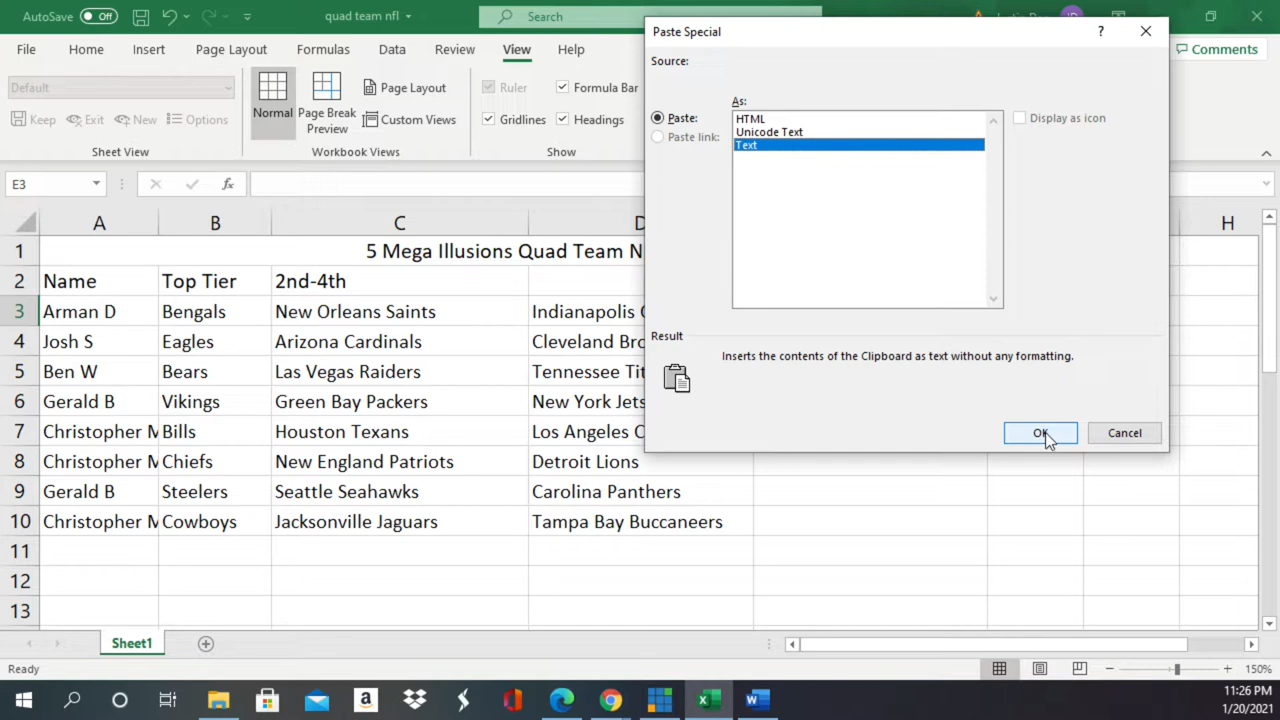 AutoSave Off quad team nfl Search
File Home Insert Page Layout Formulas Data Review View Help Comments
Default
Keep Exit New Options
Sheet View
Normal Page Break Preview Page Layout Custom Views
Workbook Views
Ruler Formula Bar
Gridlines Headings
Show
Paste Special ?
Source:
As:
Paste:
Paste link:
HTML
Unicode Text
Text
Display as icon
Result
Inserts the contents of the Clipboard as text without any formatting.
OK Cancel
E3 fx
A B C D H
1 5 Mega Illusions Quad Team N
2 Name Top Tier 2nd-4th
3 Arman D Bengals New Orleans Saints Indianapolis
4 Josh S Eagles Arizona Cardinals Cleveland Bro
5 Ben W Bears Las Vegas Raiders Tennessee Tit
6 Gerald B Vikings Green Bay Packers New York Jets
7 Christopher M Bills Houston Texans Los Angeles C
8 Christopher M Chiefs New England Patriots Detroit Lions
9 Gerald B Steelers Seattle Seahawks Carolina Panthers
10 Christopher M Cowboys Jacksonville Jaguars Tampa Bay Buccaneers
11
12
13
Sheet1
Ready 150%
11:26 PM
1/20/2021